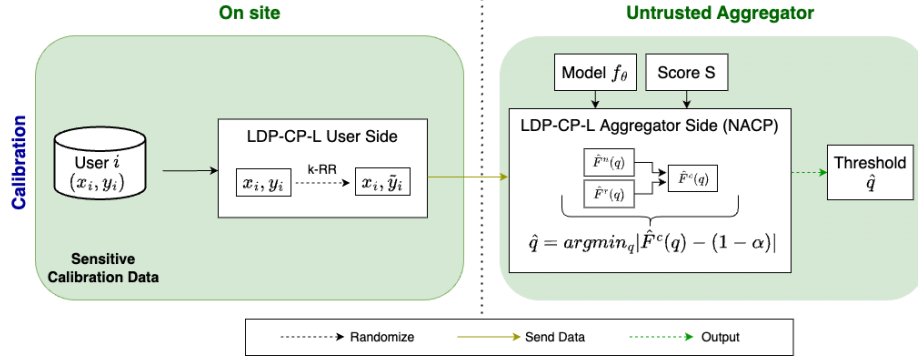 On site
Untrusted Aggregator
Calibration
User $i$
$(x_i, y_i)$
Sensitive
Calibration Data
LDP-CP-L User Side
$x_i, y_i$
k-RR
$x_i, \tilde{y}_i$
Model $f_\theta$
Score S
LDP-CP-L Aggregator Side (NACP)
$\hat{F}^n(q)$
$\hat{F}^r(q)$
$\hat{F}^c(q)$
$\hat{q} = argmin_q|\hat{F}^c(q) - (1 - \alpha)|$
Threshold
$\hat{q}$
Randomize
Send Data
Output